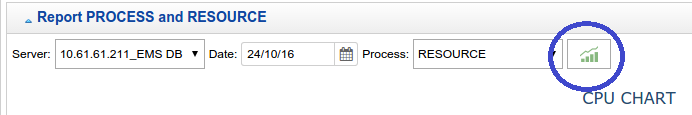 Report PROCESS and RESOURCE
Server: 10.61.61.211_EMS DB Date: 24/10/16 Process: RESOURCE
CPU CHART